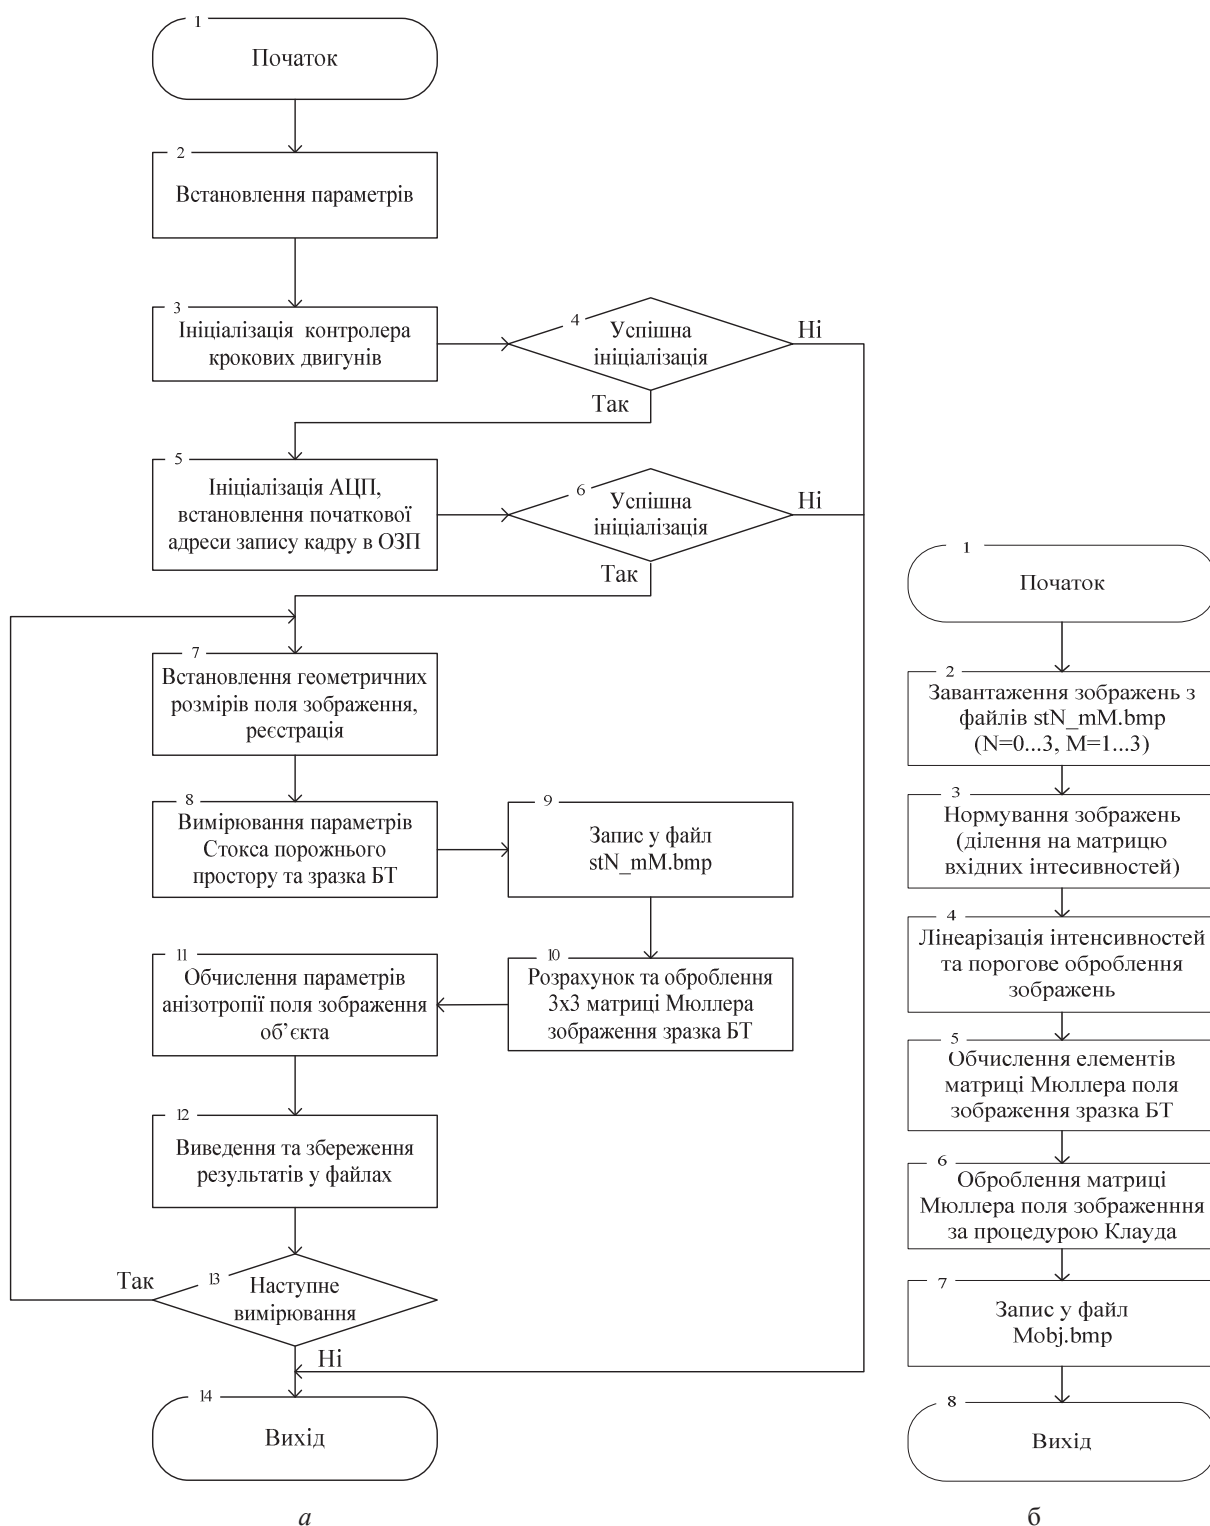 1
Початок
2
Встановлення параметрів
3
Ініціалізація контролера
крокових двигунів
4
Успішна
ініціалізація
Ні
Так
5
Ініціалізація АЦП,
встановлення початкової
адреси запису кадру в ОЗП
6
Успішна
ініціалізація
Ні
Так
7
Встановлення геометричних
розмірів поля зображення,
реєстрація
8
Вимірювання параметрів
Стокса порожнього
простору та зразка БТ
9
Запис у файл
stN_mM.bmp
10
Розрахунок та оброблення
3x3 матриці Мюллера
зображення зразка БТ
11
Обчислення параметрів
анізотропії поля зображення
об’єкта
12
Виведення та збереження
результатів у файлах
13
Наступне
вимірювання
Так
Ні
14
Вихід
а
1
Початок
2
Завантаження зображень з
файлів stN_mM.bmp
(N=0...3, M=1...3)
3
Нормування зображень
(ділення на матрицю
вхідних інтесивностей)
4
Лінеарізація інтенсивностей
та порогове оброблення
зображень
5
Обчислення елементів
матриці Мюллера поля
зображення зразка БТ
6
Оброблення матриці
Мюллера поля зображенння
за процедурою Клауда
7
Запис у файл
Mobj.bmp
8
Вихід
б